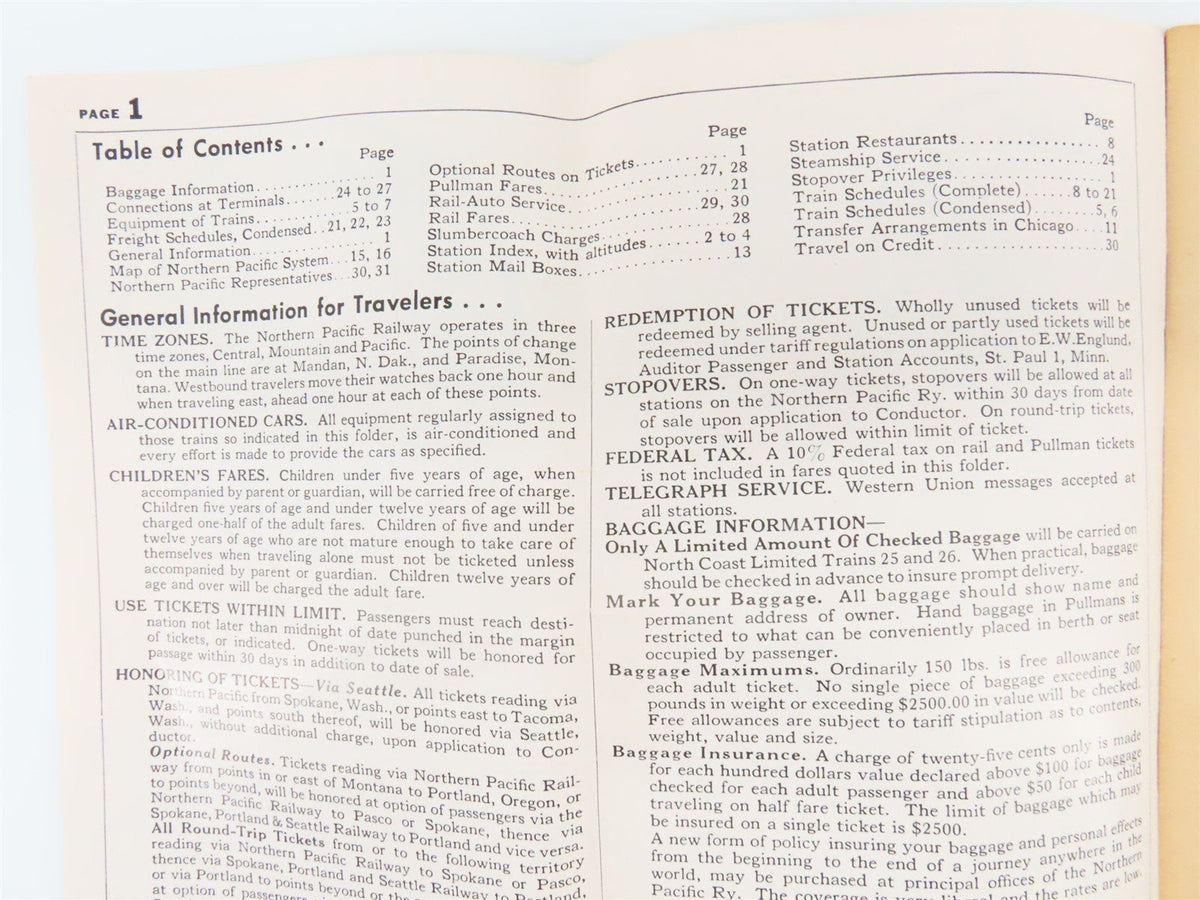 PAGE 1
Table of Contents . . .
Page
Baggage Information. . . . . . . . . . . . . 1
Connections at Terminals. . . . . . 24 to 27
Equipment of Trains. . . . . . . . . . 5 to 7
Freight Schedules, Condensed. . 21, 22, 23
General Information. . . . . . . . . . . . . 1
Map of Northern Pacific System. . . 15, 16
Northern Pacific Representatives. . . 30, 31
Page
Optional Routes on Tickets. . . . . . . . . . 1
Pullman Fares. . . . . . . . . . . . . . 27, 28
Rail-Auto Service. . . . . . . . . . . . . . 21
Rail Fares. . . . . . . . . . . . . . . . 29, 30
Slumbercoach Charges. . . . . . . . . . . . 28
Station Index, with altitudes. . . . . . 2 to 4
Station Mail Boxes. . . . . . . . . . . . . . 13
Page
Station Restaurants. . . . . . . . . . . . . . 8
Steamship Service. . . . . . . . . . . . . . 24
Stopover Privileges. . . . . . . . . . . . . . 1
Train Schedules (Complete). . . . . . 8 to 21
Train Schedules (Condensed). . . . . . . . 5, 6
Transfer Arrangements in Chicago. . . . 11
Travel on Credit. . . . . . . . . . . . . . . 30
General Information for Travelers . . .
TIME ZONES. The Northern Pacific Railway operates in three
time zones, Central, Mountain and Pacific. The points of change
on the main line are at Mandan, N. Dak., and Paradise, Mon-
tana. Westbound travelers move their watches back one hour and
when traveling east, ahead one hour at each of these points.
AIR-CONDITIONED CARS. All equipment regularly assigned to
those trains so indicated in this folder, is air-conditioned and
every effort is made to provide the cars as specified.
CHILDREN'S FARES. Children under five years of age, when
accompanied by parent or guardian, will be carried free of charge.
Children five years of age and under twelve years of age will be
charged one-half of the adult fares. Children of five and under
twelve years of age who are not mature enough to take care of
themselves when traveling alone must not be ticketed unless
accompanied by parent or guardian. Children twelve years of
age and over will be charged the adult fare.
USE TICKETS WITHIN LIMIT. Passengers must reach desti-
nation not later than midnight of date punched in the margin
of tickets, or indicated. One-way tickets will be honored for
passage within 30 days in addition to date of sale.
HONORING OF TICKETS—Via Seattle. All tickets reading via
Northern Pacific from Spokane, Wash., or points east to Tacoma,
Wash., and points south thereof, will be honored via Seattle,
Wash., without additional charge, upon application to Con-
ductor.
Optional Routes. Tickets reading via Northern Pacific Rail-
way from points in or east of Montana to Portland, Oregon, or
to points beyond, will be honored at option of passengers via the
Northern Pacific Railway to Pasco or Spokane, thence via
Spokane, Portland & Seattle Railway to Portland and vice versa.
All Round-Trip Tickets from or to the following territory
reading via Northern Pacific Railway to Spokane or Pasco,
thence via Spokane, Portland and Seattle Railway to Portland,
or via Portland to points beyond or the
at option of passengers
REDEMPTION OF TICKETS. Wholly unused tickets will be
redeemed by selling agent. Unused or partly used tickets will be
redeemed under tariff regulations on application to E.W.Englund,
Auditor Passenger and Station Accounts, St. Paul 1, Minn.
STOPOVERS. On one-way tickets, stopovers will be allowed at all
stations on the Northern Pacific Ry. within 30 days from date
of sale upon application to Conductor. On round-trip tickets,
stopovers will be allowed within limit of ticket.
FEDERAL TAX. A 10% Federal tax on rail and Pullman tickets
is not included in fares quoted in this folder.
TELEGRAPH SERVICE. Western Union messages accepted at
all stations.
BAGGAGE INFORMATION—
Only A Limited Amount Of Checked Baggage will be carried on
North Coast Limited Trains 25 and 26. When practical, baggage
should be checked in advance to insure prompt delivery.
Mark Your Baggage. All baggage should show name and
permanent address of owner. Hand baggage in Pullmans is
restricted to what can be conveniently placed in berth or seat
occupied by passenger.
Baggage Maximums. Ordinarily 150 lbs. is free allowance for
each adult ticket. No single piece of baggage exceeding 300
pounds in weight or exceeding $2500.00 in value will be checked.
Free allowances are subject to tariff stipulation as to contents,
weight, value and size.
Baggage Insurance. A charge of twenty-five cents only is made
for each hundred dollars value declared above $100 for baggage
checked for each adult passenger and above $50 for each child
traveling on half fare ticket. The limit of baggage which may
be insured on a single ticket is $2500.
A new form of policy insuring your baggage and personal effects
from the beginning to the end of a journey anywhere in the
world, may be purchased at principal offices of the Northern
Pacific Ry. The coverage is very liberal and the rates are low.